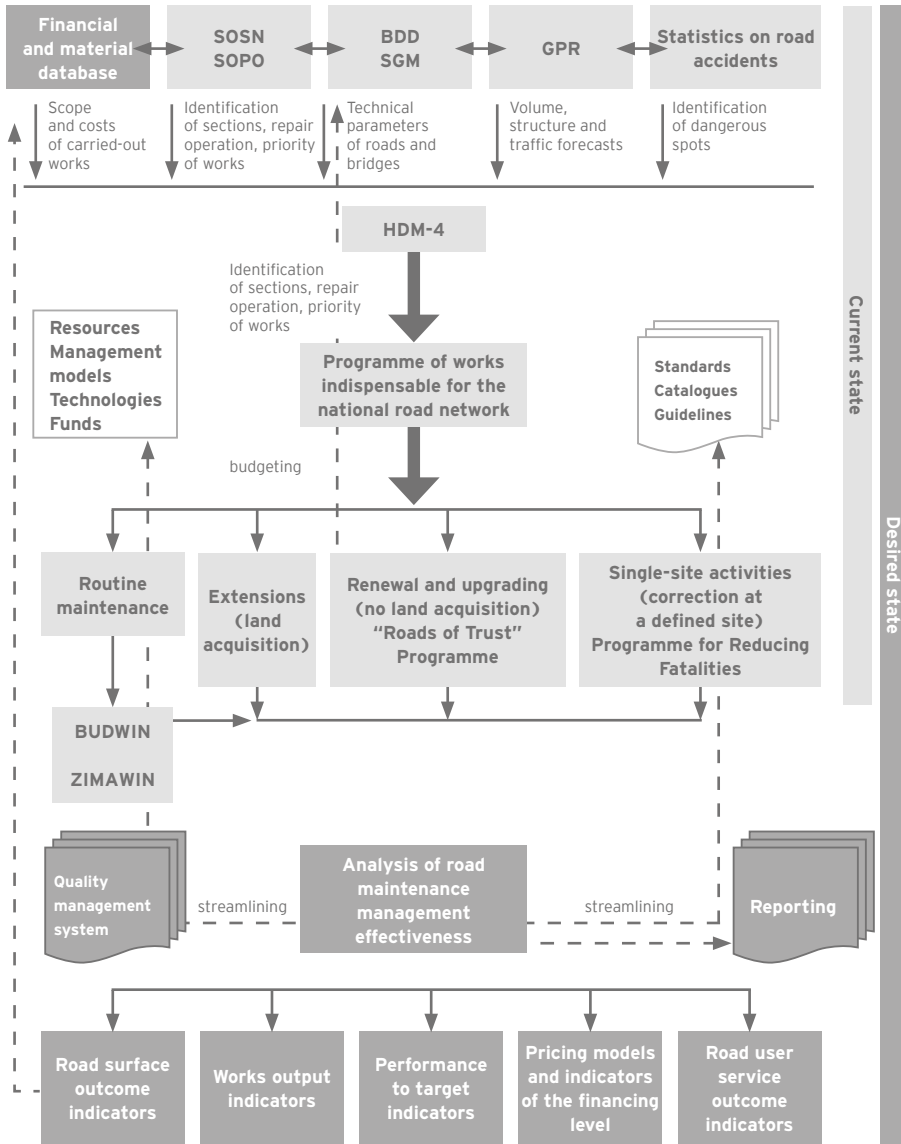 Financial
and material
database
SOSN
SOPO
BDD
SGM
GPR
Statistics on road
accidents
Scope
and costs
of carried-out
works
Identification
of sections, repair
operation, priority
of works
Technical
parameters
of roads and
bridges
Volume,
structure and
traffic forecasts
Identification
of dangerous
spots
HDM-4
Identification
of sections, repair
operation, priority
of works
Resources
Management
models
Technologies
Funds
Programme of works
indispensable for the
national road network
Standards
Catalogues
Guidelines
Current state
Desired state
budgeting
Routine
maintenance
Extensions
(land
acquisition)
Renewal and upgrading
(no land acquisition)
“Roads of Trust”
Programme
Single-site activities
(correction at
a defined site)
Programme for Reducing
Fatalities
BUDWIN
ZIMAWIN
Quality
management
system
streamlining
Analysis of road
maintenance
management
effectiveness
streamlining
Reporting
Road surface
outcome
indicators
Works output
indicators
Performance
to target
indicators
Pricing models
and indicators
of the financing
level
Road user
service
outcome
indicators